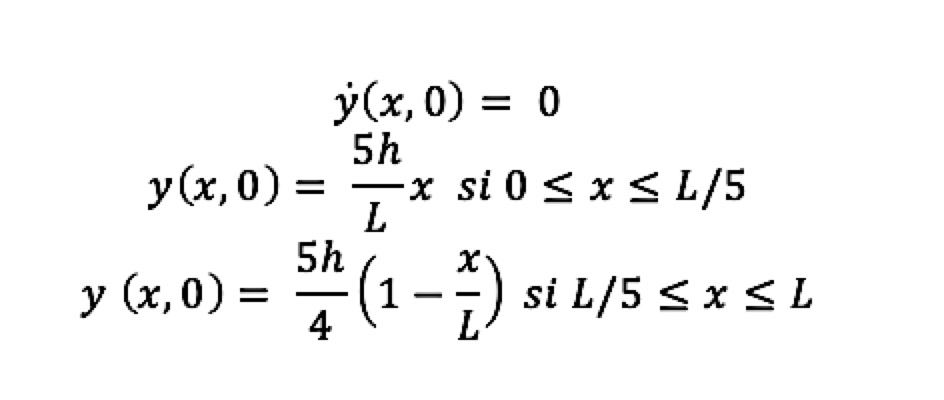 ẏ(x, 0) = 0
y(x, 0) = 5h/L x si 0 ≤ x ≤ L/5
y (x, 0) = 5h/4 (1 − x/L) si L/5 ≤ x ≤ L